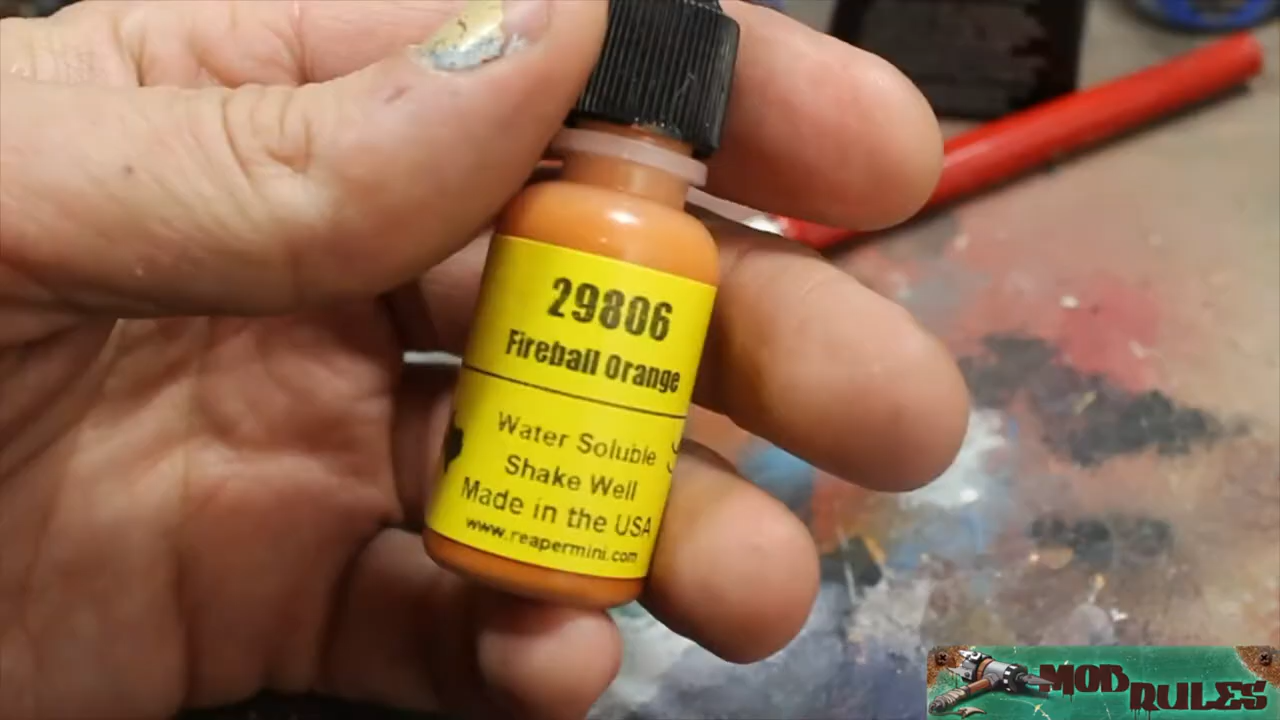 29806
Fireball Orange
Water Soluble
Shake Well
Made in the USA
www.reapermini.com
MOD RULES